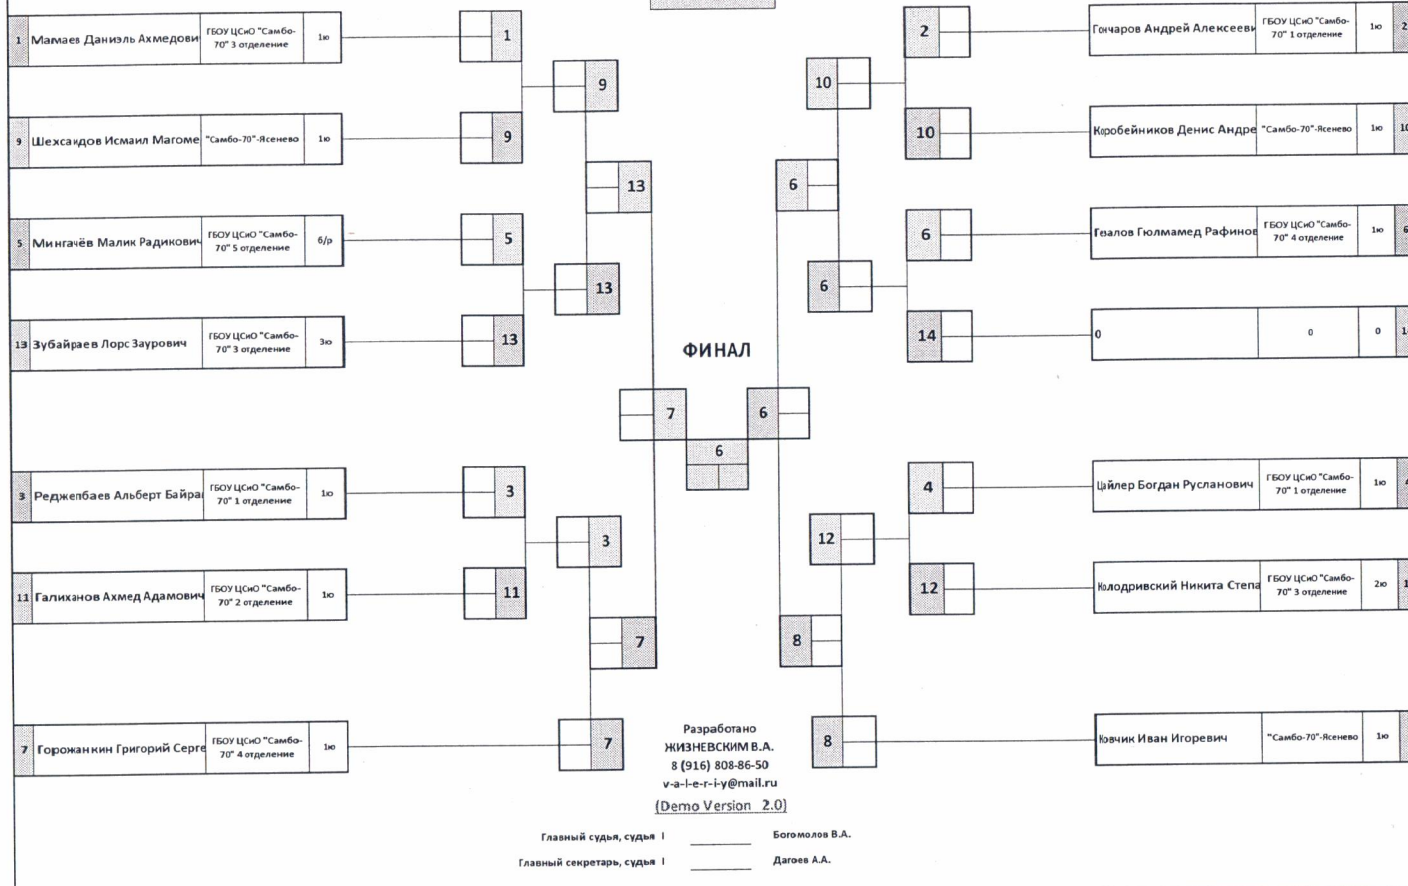 1 Мамаев Даниэль Ахмедови ГБОУ ЦСиО "Самбо-
70" 3 отделение 1ю
1
9
9 Шехсаидов Исмаил Магоме "Самбо-70"-Ясенево 1ю
9
13
5 Мингачёв Малик Радикович ГБОУ ЦСиО "Самбо-
70" 5 отделение б/р
5
13
13 Зубайраев Лорс Заурович ГБОУ ЦСиО "Самбо-
70" 3 отделение 3ю
13
2
Гончаров Андрей Алексееви ГБОУ ЦСиО "Самбо-
70" 1 отделение 1ю 2
10
10
Коробейников Денис Андре "Самбо-70"-Ясенево 1ю 10
6
6
ГБОУ ЦСиО "Самбо-
70" 4 отделение 1ю 6
Гюлмамед Рафинов
6
14
0 0 0
ФИНАЛ
7
6
6
3 Реджепбаев Альберт Байра ГБОУ ЦСиО "Самбо-
70" 1 отделение 1ю
3
3
11 Галиханов Ахмед Адамович ГБОУ ЦСиО "Самбо-
70" 2 отделение 1ю
11
7
7 Горожанкин Григорий Серге ГБОУ ЦСиО "Самбо-
70" 4 отделение 1ю
7
4
Цайлер Богдан Русланович ГБОУ ЦСиО "Самбо-
70" 1 отделение 1ю 4
12
12
Колодривский Никита Степа ГБОУ ЦСиО "Самбо-
70" 3 отделение 2ю
8
8
Ковчик Иван Игоревич "Самбо-70"-Ясенево 1ю
Разработано
ЖИЗНЕВСКИМ В.А.
8 (916) 808-86-50
v-a-l-e-r-i-y@mail.ru
(Demo Version 2.0)
Главный судья, судья I Богомолов В.А.
Главный секретарь, судья I Дагоев А.А.